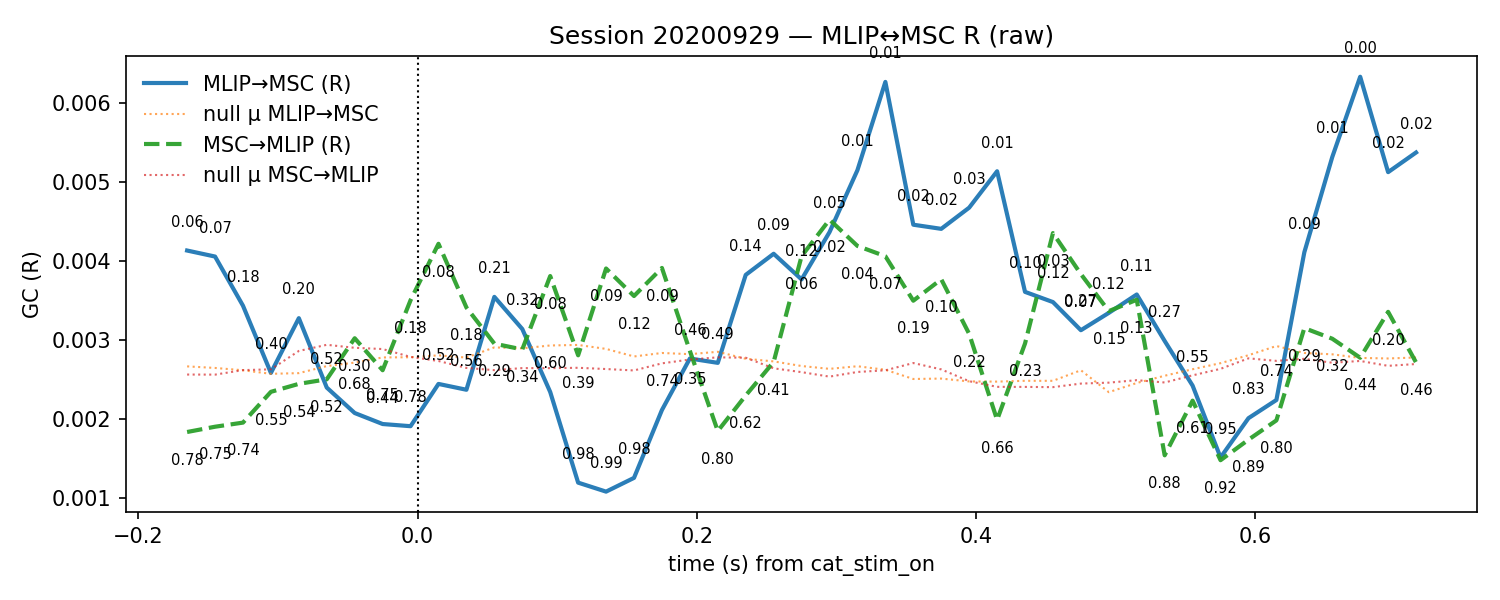 Session 20200929 — MLIP↔MSC R (raw)
GC (R)
0.006
0.005
0.004
0.003
0.002
0.001
MLIP→MSC (R)
null μ MLIP→MSC
MSC→MLIP (R)
null μ MSC→MLIP
0.06 0.07 0.18 0.40 0.20 0.52 0.68 0.75 0.78 0.52 0.56 0.21 0.32 0.60 0.98 0.99 0.98 0.74 0.46 0.49 0.14 0.09 0.12 0.05 0.01 0.01 0.02 0.02 0.03 0.01 0.10 0.12 0.27 0.15 0.11 0.27 0.55 0.95 0.83 0.74 0.09 0.01 0.00 0.02 0.02
0.78 0.75 0.74 0.55 0.54 0.52 0.30 0.44 0.18 0.08 0.18 0.29 0.34 0.08 0.39 0.09 0.12 0.09 0.35 0.80 0.62 0.41 0.06 0.02 0.04 0.07 0.19 0.10 0.22 0.66 0.23 0.03 0.07 0.12 0.13 0.88 0.61 0.92 0.89 0.80 0.29 0.32 0.44 0.20 0.46
−0.2 0.0 0.2 0.4 0.6
time (s) from cat_stim_on